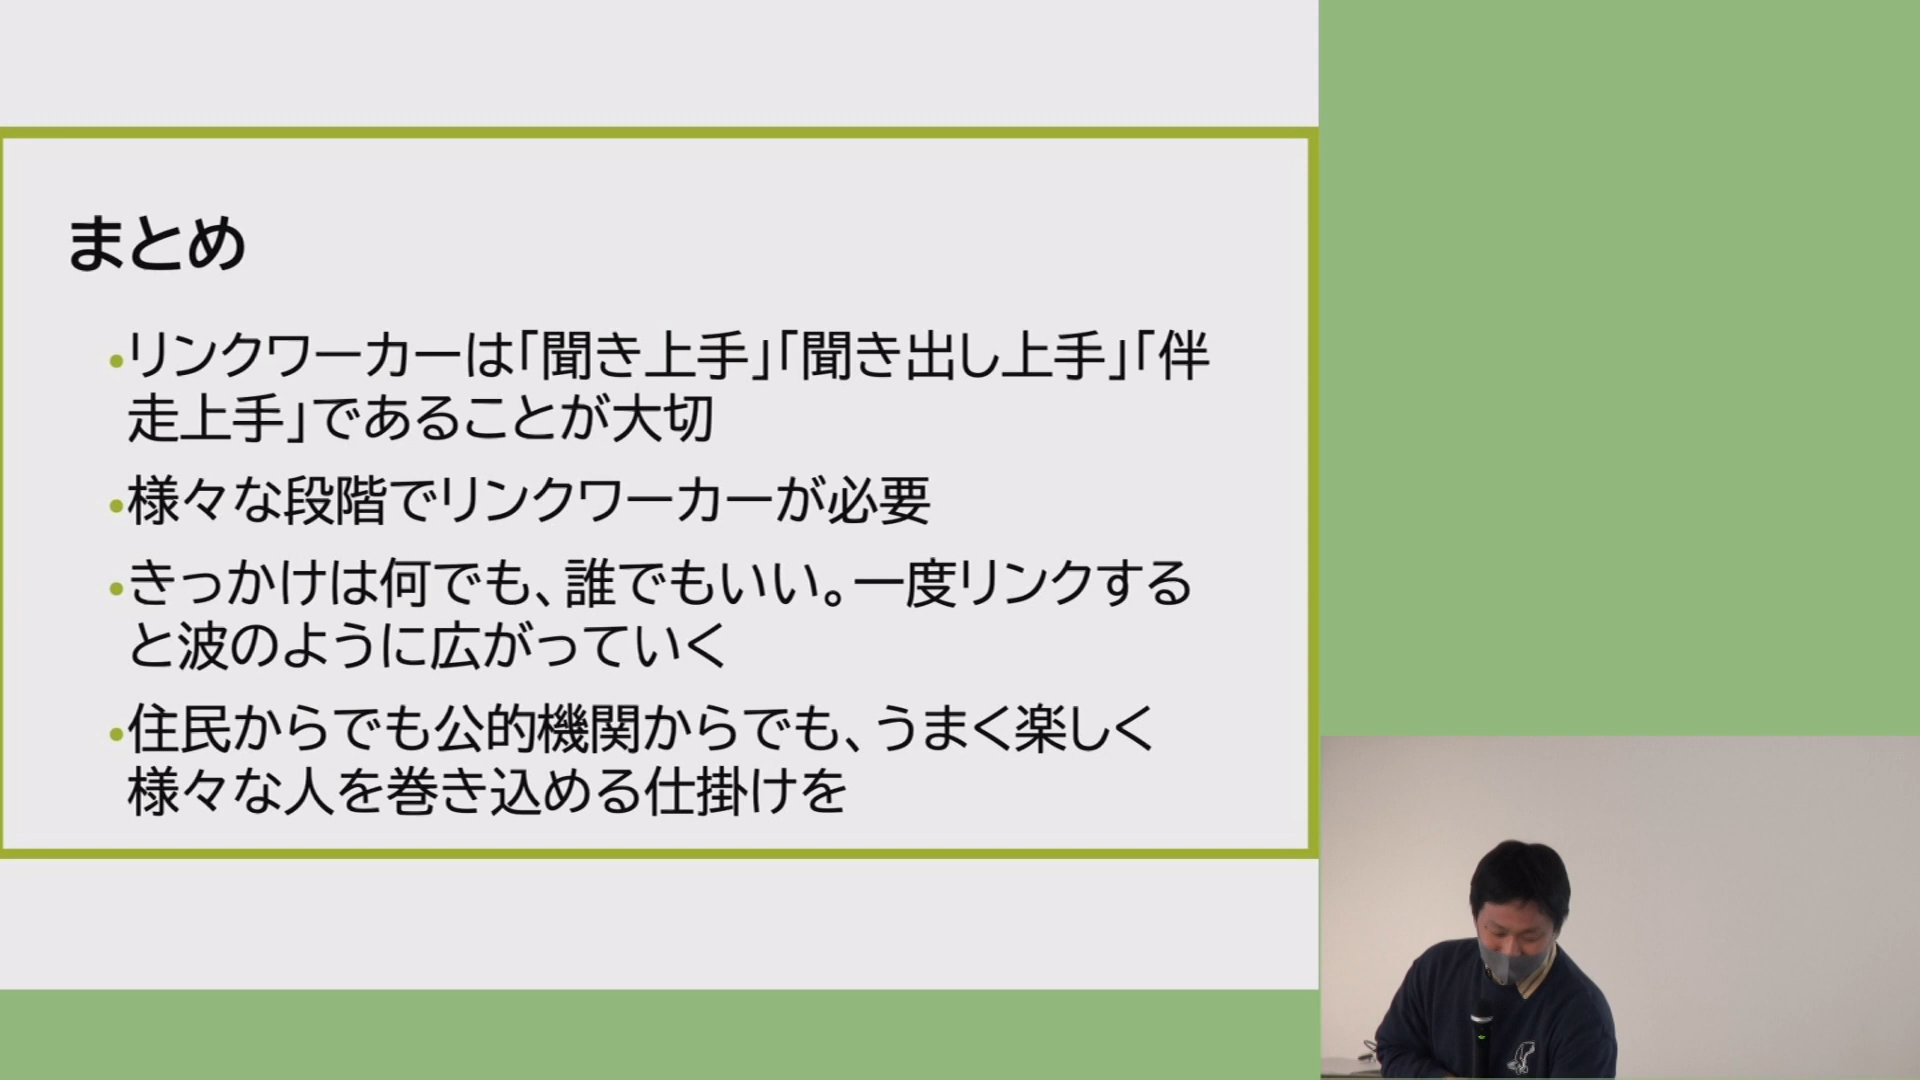 まとめ
•リンクワーカーは「聞き上手」「聞き出し上手」「伴
走上手」であることが大切
•様々な段階でリンクワーカーが必要
•きっかけは何でも、誰でもいい。一度リンクする
と波のように広がっていく
•住民からでも公的機関からでも、うまく楽しく
様々な人を巻き込める仕掛けを